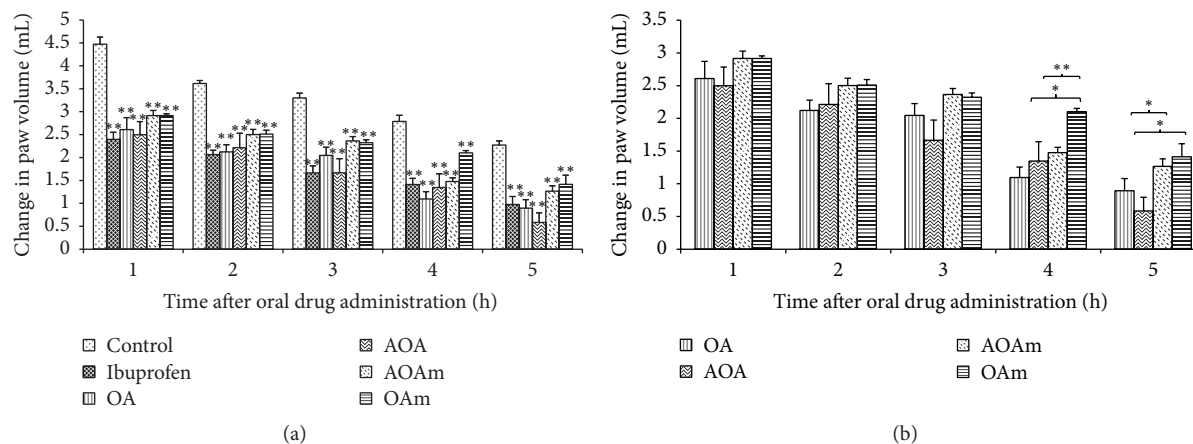 (a)
Change in paw volume (mL)
5
4.5
4
3.5
3
2.5
2
1.5
1
0.5
0
** ** ** ** **
** ** ** ** **
** ** ** ** **
** ** ** ** **
** ** ** ** **
1 2 3 4 5
Time after oral drug administration (h)
Control AOA
Ibuprofen AOAm
OA OAm
(a)
(b)
Change in paw volume (mL)
3.5
3
2.5
2
1.5
1
0.5
0
**
*
*
*
1 2 3 4 5
Time after oral drug administration (h)
OA AOAm
AOA OAm
(b)